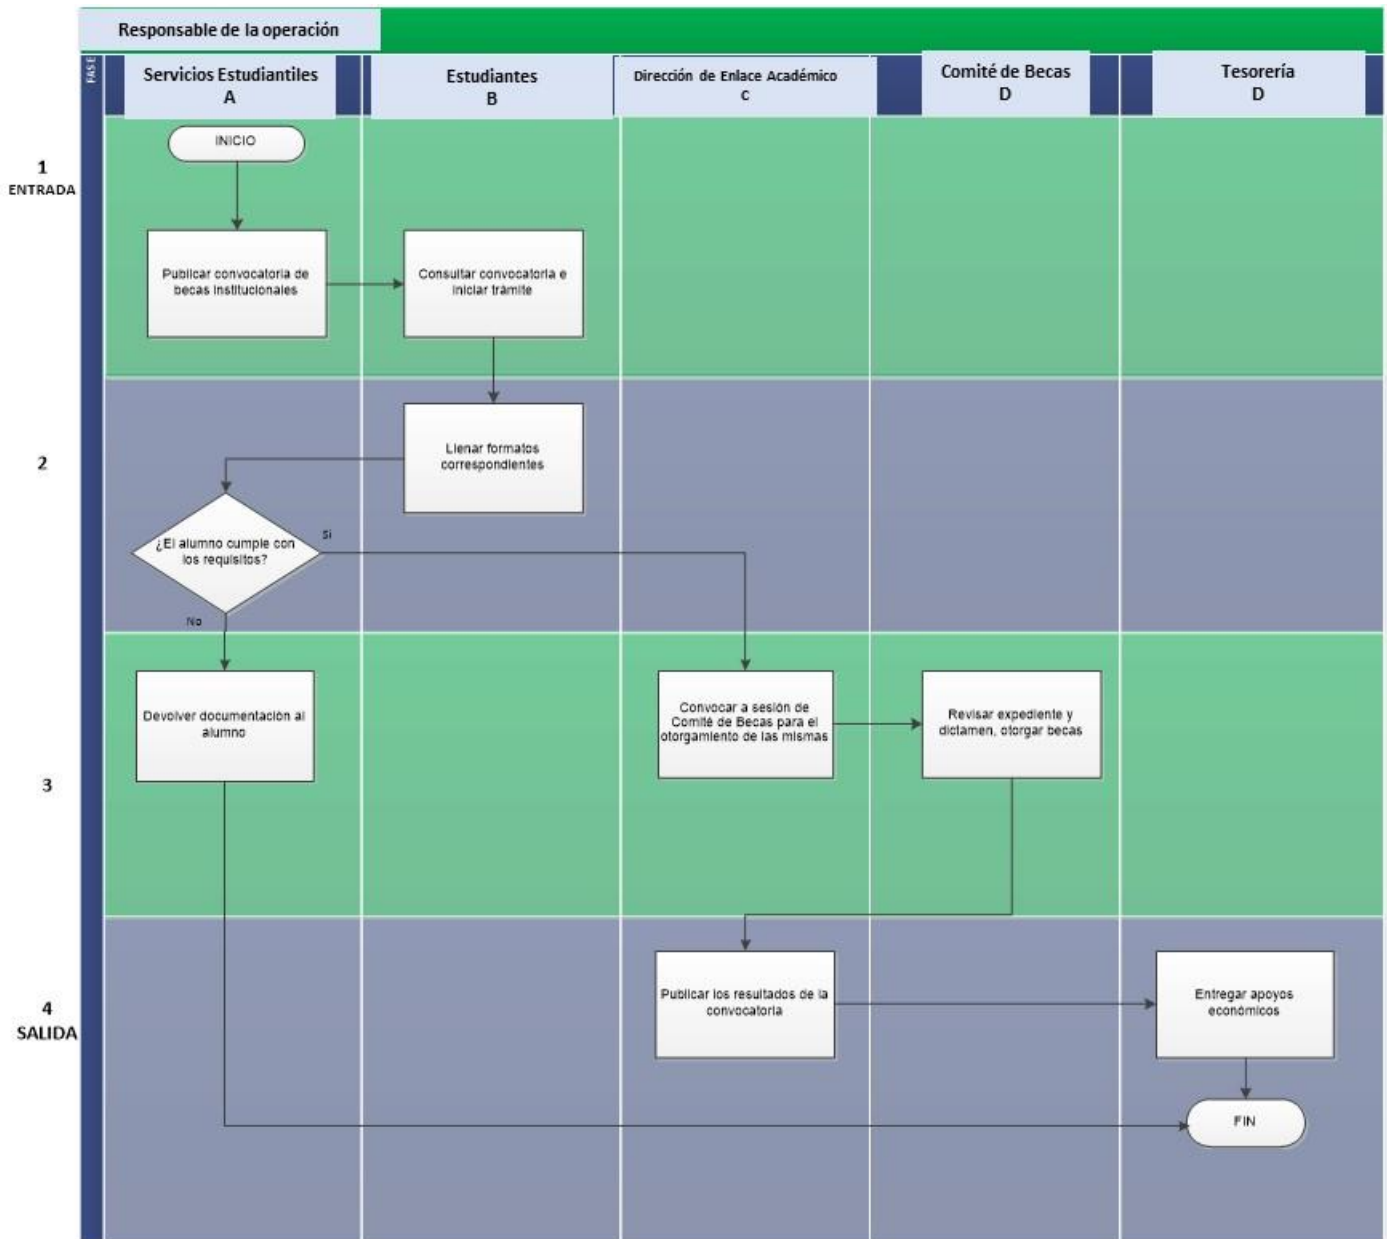 Responsable de la operación
FASE
Servicios Estudiantiles
A
Estudiantes
B
Dirección de Enlace Académico
C
Comité de Becas
D
Tesorería
D
1
ENTRADA
INICIO
Publicar convocatoria de
becas institucionales
Consultar convocatoria e
iniciar trámite
2
Llenar formatos
correspondientes
¿El alumno cumple con
los requisitos?
Si
No
3
Devolver documentación al
alumno
Convocar a sesión de
Comité de Becas para el
otorgamiento de las mismas
Revisar expediente y
dictamen, otorgar becas
4
SALIDA
Publicar los resultados de la
convocatoria
Entregar apoyos
económicos
FIN